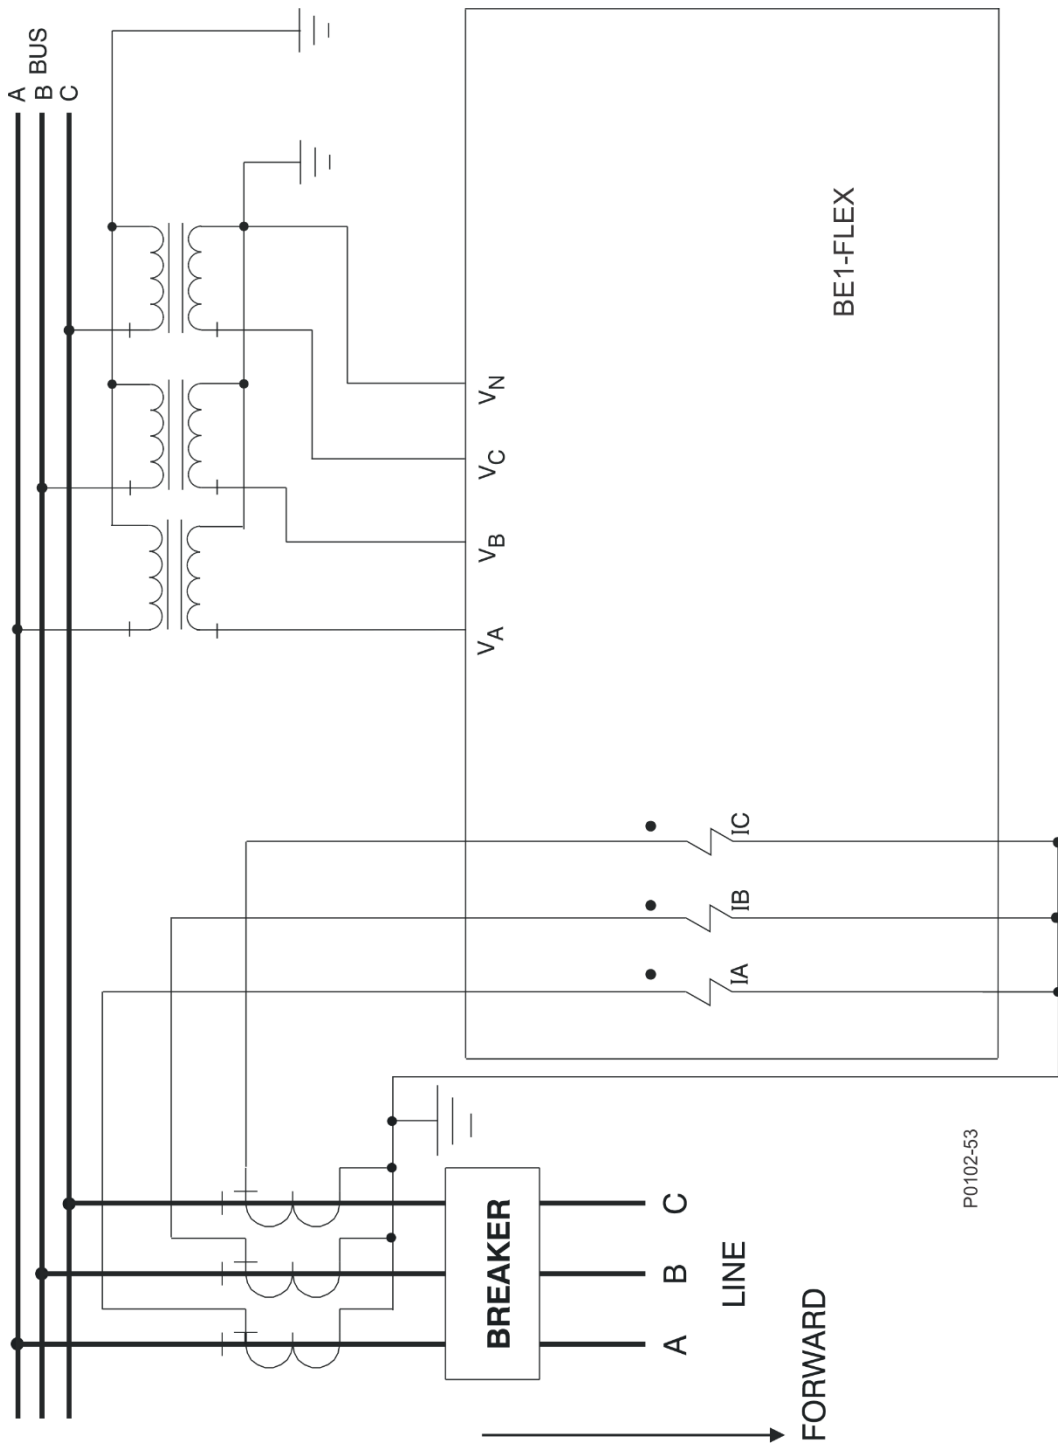 A
B BUS
C
BE1-FLEX
VN
VC
VB
VA
IC
IB
IA
BREAKER
C
B
A
LINE
FORWARD
P0102-53